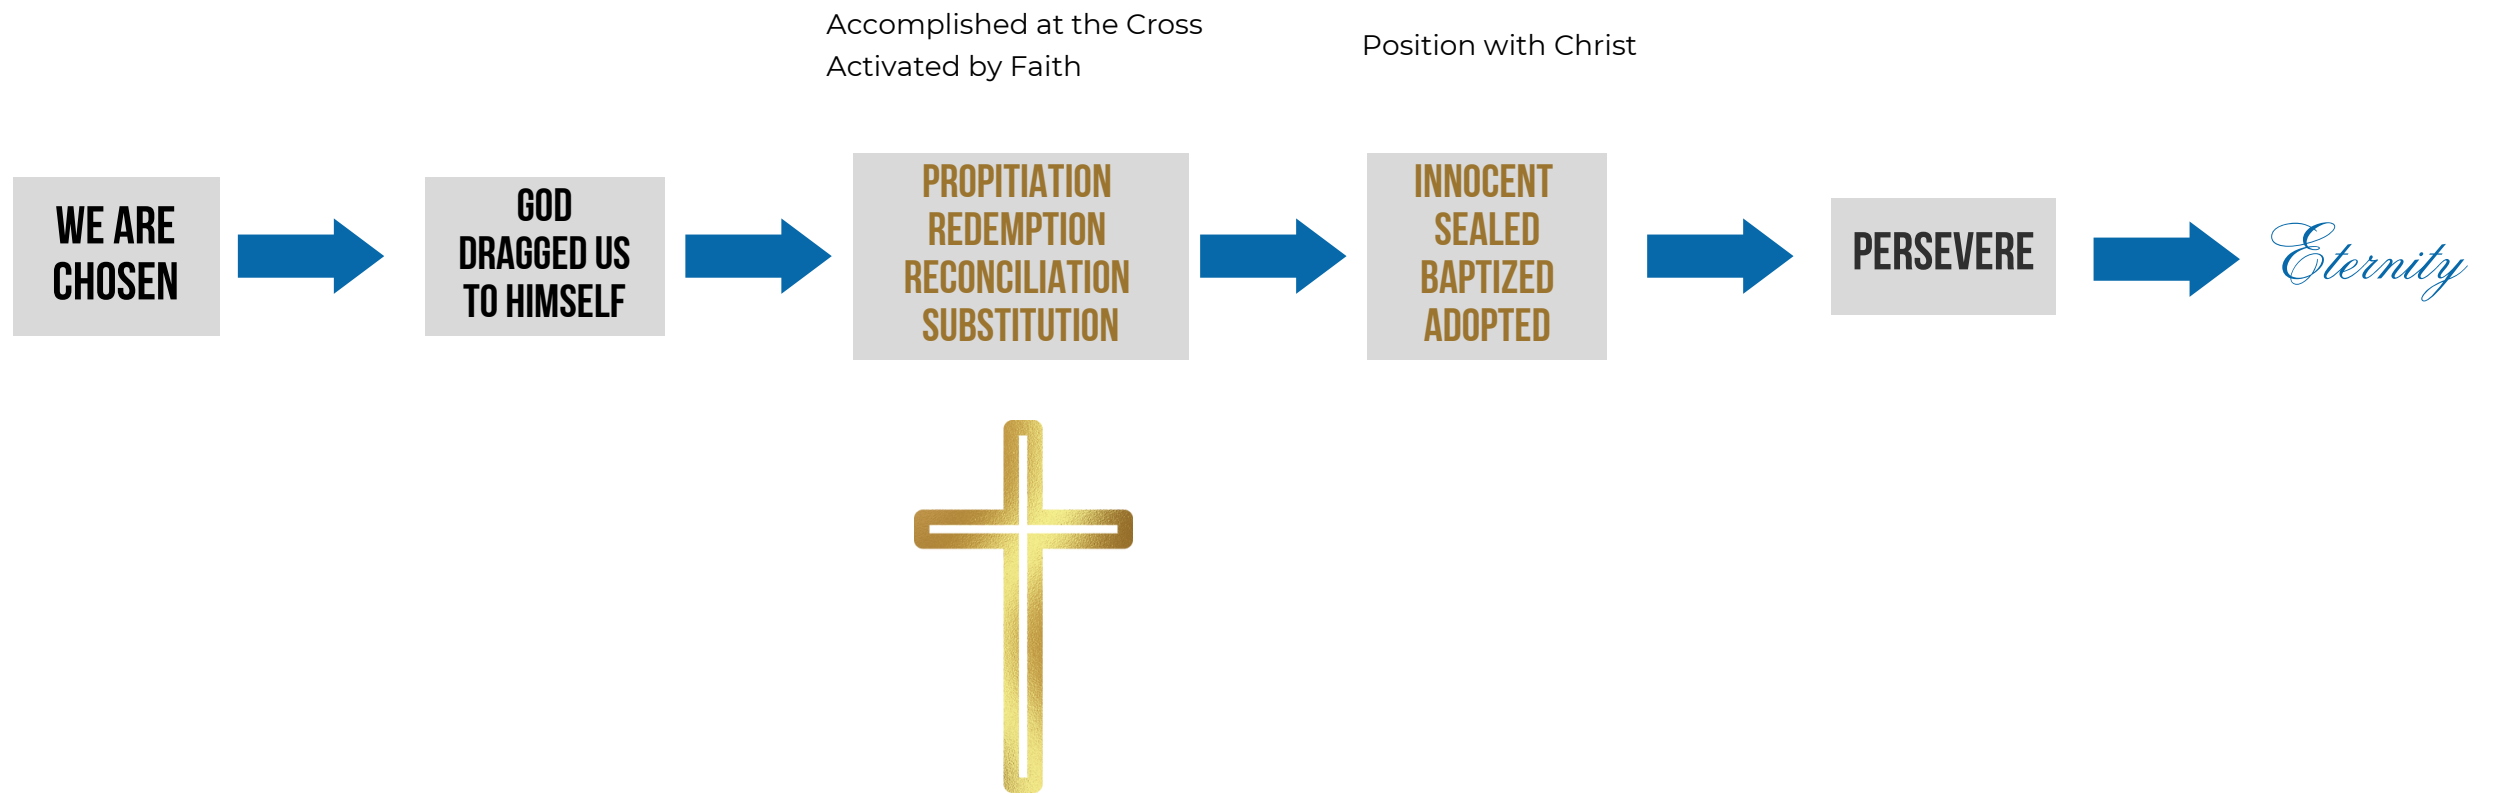 Accomplished at the Cross
Activated by Faith
Position with Christ
WE ARE
CHOSEN
GOD
DRAGGED US
TO HIMSELF
PROPITIATION
REDEMPTION
RECONCILIATION
SUBSTITUTION
INNOCENT
SEALED
BAPTIZED
ADOPTED
PERSEVERE
Eternity